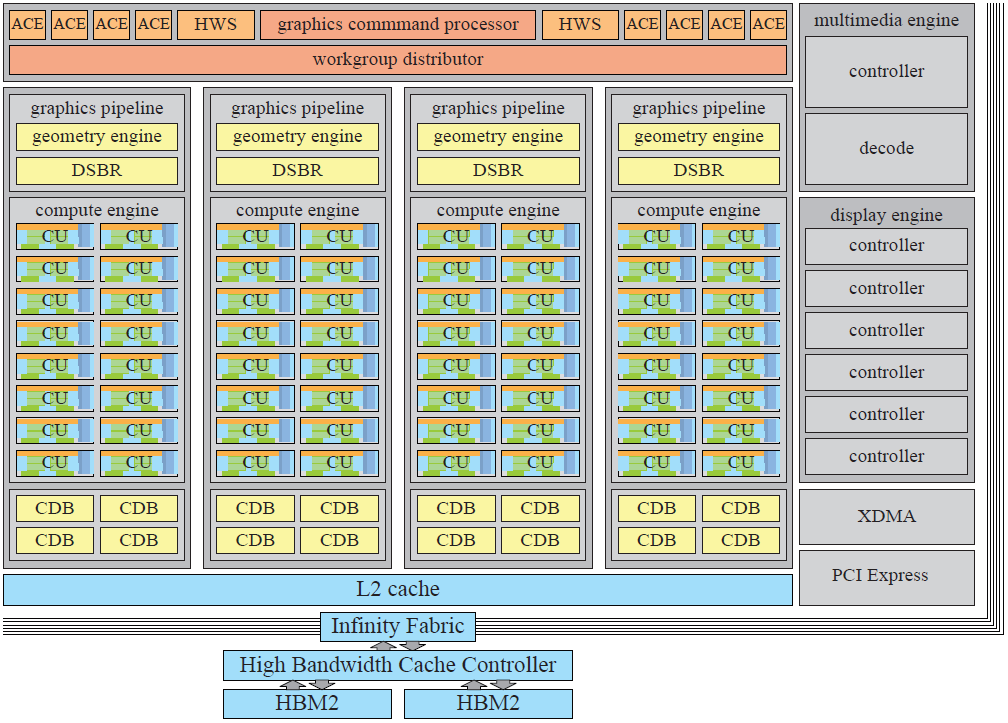 ACE ACE ACE ACE HWS graphics commmand processor HWS ACE ACE ACE ACE
workgroup distributor
graphics pipeline graphics pipeline graphics pipeline graphics pipeline
geometry engine geometry engine geometry engine geometry engine
DSBR DSBR DSBR DSBR
compute engine compute engine compute engine compute engine
CU CU CU CU CU CU CU CU
CU CU CU CU CU CU CU CU
CU CU CU CU CU CU CU CU
CU CU CU CU CU CU CU CU
CU CU CU CU CU CU CU CU
CU CU CU CU CU CU CU CU
CU CU CU CU CU CU CU CU
CU CU CU CU CU CU CU CU
CDB CDB CDB CDB CDB CDB CDB CDB
CDB CDB CDB CDB CDB CDB CDB CDB
L2 cache
multimedia engine
controller
decode
display engine
controller
controller
controller
controller
controller
controller
XDMA
PCI Express
Infinity Fabric
High Bandwidth Cache Controller
HBM2 HBM2